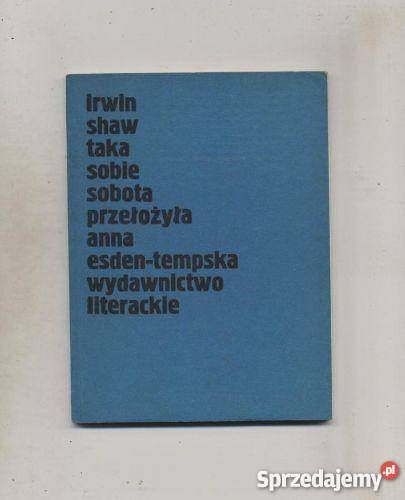 irwin
shaw
taka
sobie
sobota
przełożyła
anna
esden-tempska
wydawnictwo
literackie
Sprzedajemy.pl